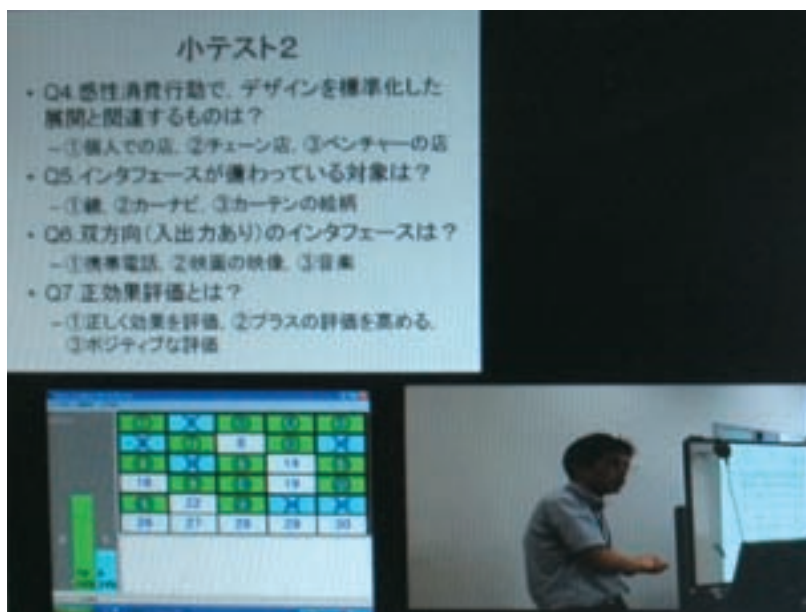 小テスト2
• Q4.感性消費行動で、デザインを標準化した
展開と関連するものは?
–①個人での店、②チェーン店、③ベンチャーの店
• Q5.インタフェースが備わっている対象は?
–①鏡、②カーナビ、③カーテンの絵柄
• Q6.双方向(入出力あり)のインタフェースは?
–①携帯電話、②映画の映像、③音楽
• Q7.正効果評価とは?
–①正しく効果を評価、②プラスの評価を高める、
③ポジティブな評価
8
14
16 19
22
26 27 28 29 30